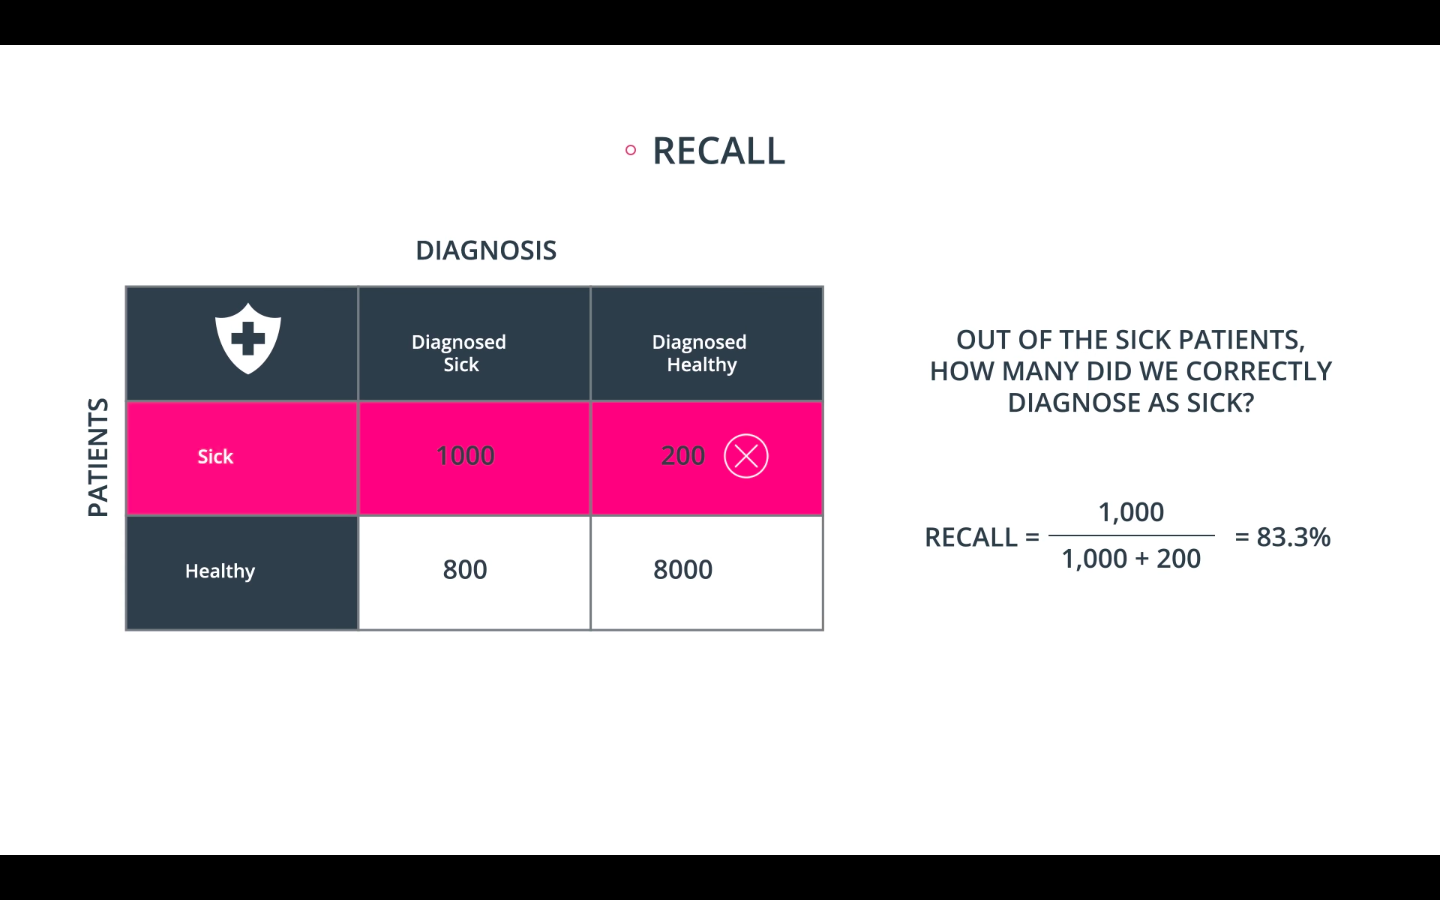 RECALL
DIAGNOSIS
Diagnosed
Sick
Diagnosed
Healthy
PATIENTS
Sick
1000
200
Healthy
800
8000
OUT OF THE SICK PATIENTS,
HOW MANY DID WE CORRECTLY
DIAGNOSE AS SICK?
RECALL =
1,000
1,000 + 200
= 83.3%